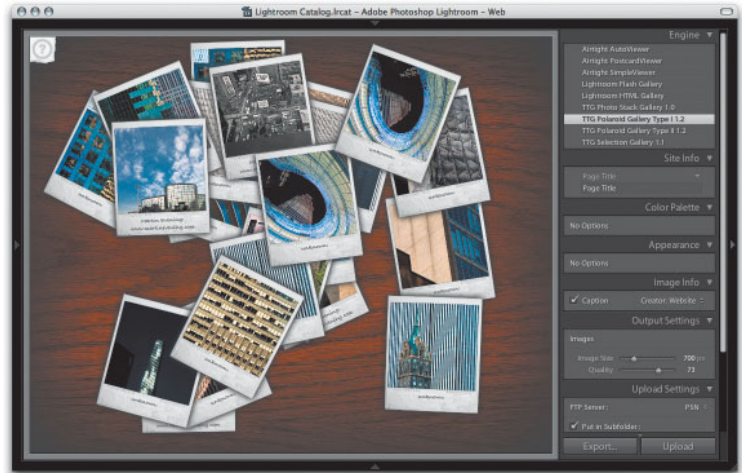 Lightroom Catalog.lrcat – Adobe Photoshop Lightroom – Web
?
Engine
Airtight AutoViewer
Airtight PostcardViewer
Airtight SimpleViewer
Lightroom Flash Gallery
Lightroom HTML Gallery
TTG Photo Stack Gallery 1.0
TTG Polaroid Gallery Type I 1.2
TTG Polaroid Gallery Type II 1.2
TTG Selection Gallery 1.1
Site Info
Page Title
Page Title
Color Palette
No Options
Appearance
No Options
Image Info
Caption Creator: Website
Output Settings
Images
Image Size 700 px
Quality 73
Upload Settings
FTP Server: PSN
Put in Subfolder:
Export... Upload